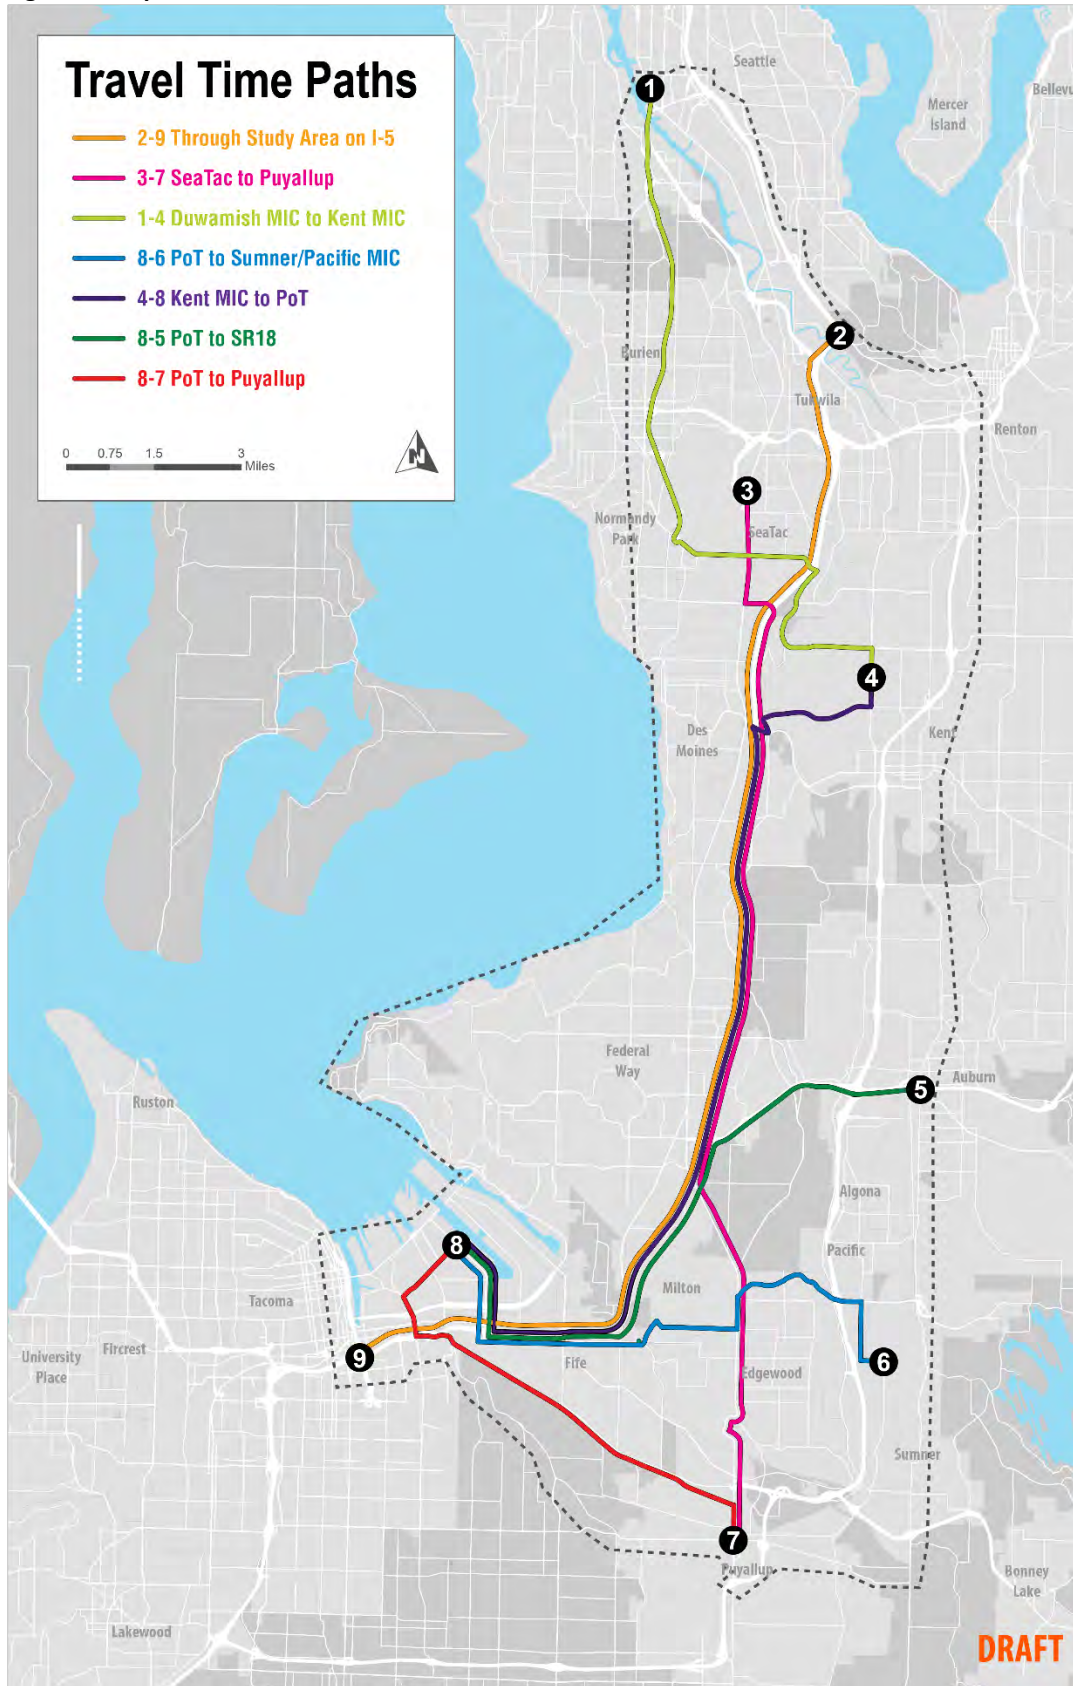 Travel Time Paths
2-9 Through Study Area on I-5
3-7 SeaTac to Puyallup
1-4 Duwamish MIC to Kent MIC
8-6 PoT to Sumner/Pacific MIC
4-8 Kent MIC to PoT
8-5 PoT to SR18
8-7 PoT to Puyallup
0 0.75 1.5 3
Miles
N
Seattle
1
Mercer
Island
2
Burien
Tukwila
Renton
3
Normandy
Park
SeaTac
4
Des
Moines
Kent
Federal
Way
5
Auburn
Ruston
Algona
8
Pacific
Milton
Tacoma
9
Fircrest
University
Place
Fife
6
Edgewood
Sumner
7
Puyallup
Bonney
Lake
Lakewood
DRAFT